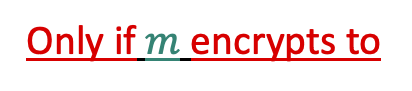 Only if m encrypts to